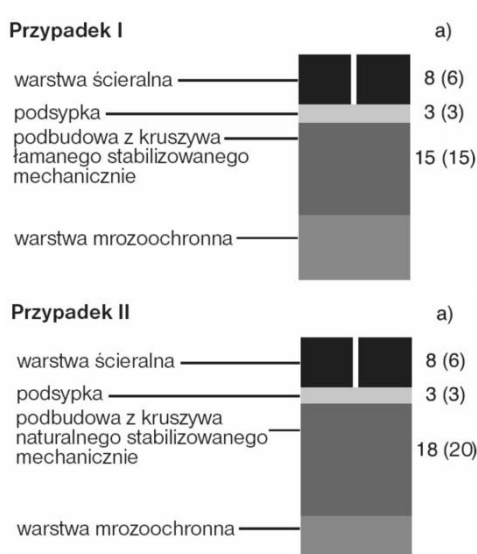 Przypadek I a)
warstwa ścieralna 8 (6)
podsypka 3 (3)
podbudowa z kruszywa
łamanego stabilizowanego 15 (15)
mechanicznie
warstwa mrozoochronna
Przypadek II a)
warstwa ścieralna 8 (6)
podsypka 3 (3)
podbudowa z kruszywa
naturalnego stabilizowanego 18 (20)
mechanicznie
warstwa mrozoochronna